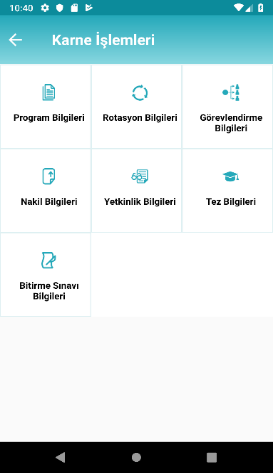 10:40
Karne İşlemleri
Program Bilgileri
Rotasyon Bilgileri
Görevlendirme
Bilgileri
Nakil Bilgileri
Yetkinlik Bilgileri
Tez Bilgileri
Bitirme Sınavı
Bilgileri